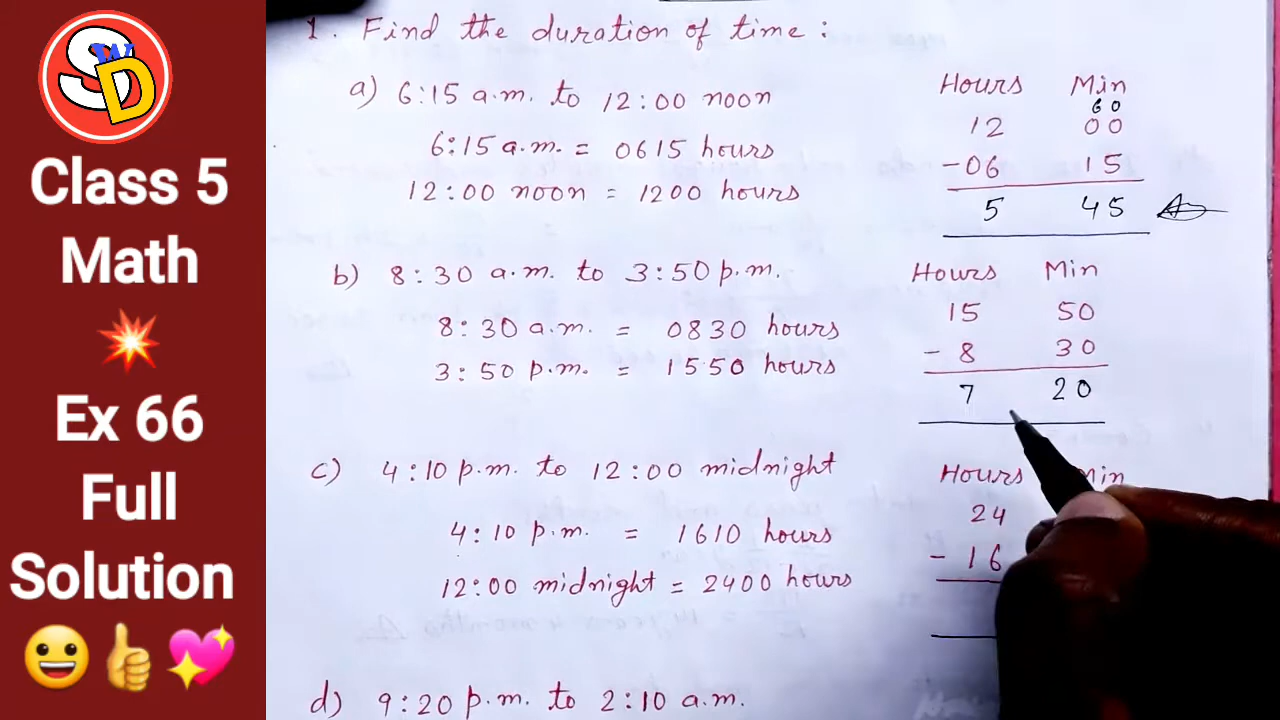 SWD
Class 5
Math
Ex 66
Full
Solution
1. Find the duration of time :
a) 6:15 a.m. to 12:00 noon
6:15 a.m. = 0615 hours
12:00 noon = 1200 hours
Hours Min
60
12 00
-06 15
5 45
b) 8:30 a.m. to 3:50 p.m.
8:30 a.m. = 0830 hours
3:50 p.m. = 1550 hours
Hours Min
15 50
- 8 30
7 20
c) 4:10 p.m. to 12:00 midnight
4:10 p.m. = 1610 hours
12:00 midnight = 2400 hours
Hours Min
24
- 16
d) 9:20 p.m. to 2:10 a.m.